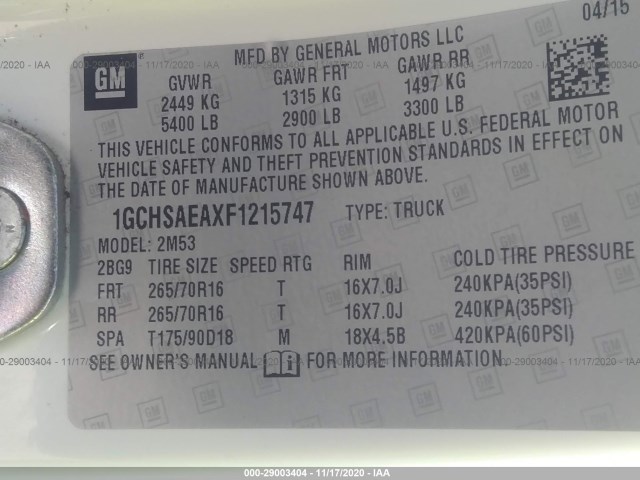 04/15
GM
MFD BY GENERAL MOTORS LLC
GVWR GAWR FRT GAWR RR
2449 KG 1315 KG 1497 KG
5400 LB 2900 LB 3300 LB
THIS VEHICLE CONFORMS TO ALL APPLICABLE U.S. FEDERAL MOTOR
VEHICLE SAFETY AND THEFT PREVENTION STANDARDS IN EFFECT ON
THE DATE OF MANUFACTURE SHOWN ABOVE.
1GCHSAEAXF1215747 TYPE: TRUCK
MODEL: 2M53
2BG9 TIRE SIZE SPEED RTG RIM COLD TIRE PRESSURE
FRT 265/70R16 T 16X7.0J 240KPA(35PSI)
RR 265/70R16 T 16X7.0J 240KPA(35PSI)
SPA T175/90D18 M 18X4.5B 420KPA(60PSI)
SEE OWNER'S MANUAL FOR MORE INFORMATION.
000-29003404 - 11/17/2020 - IAA